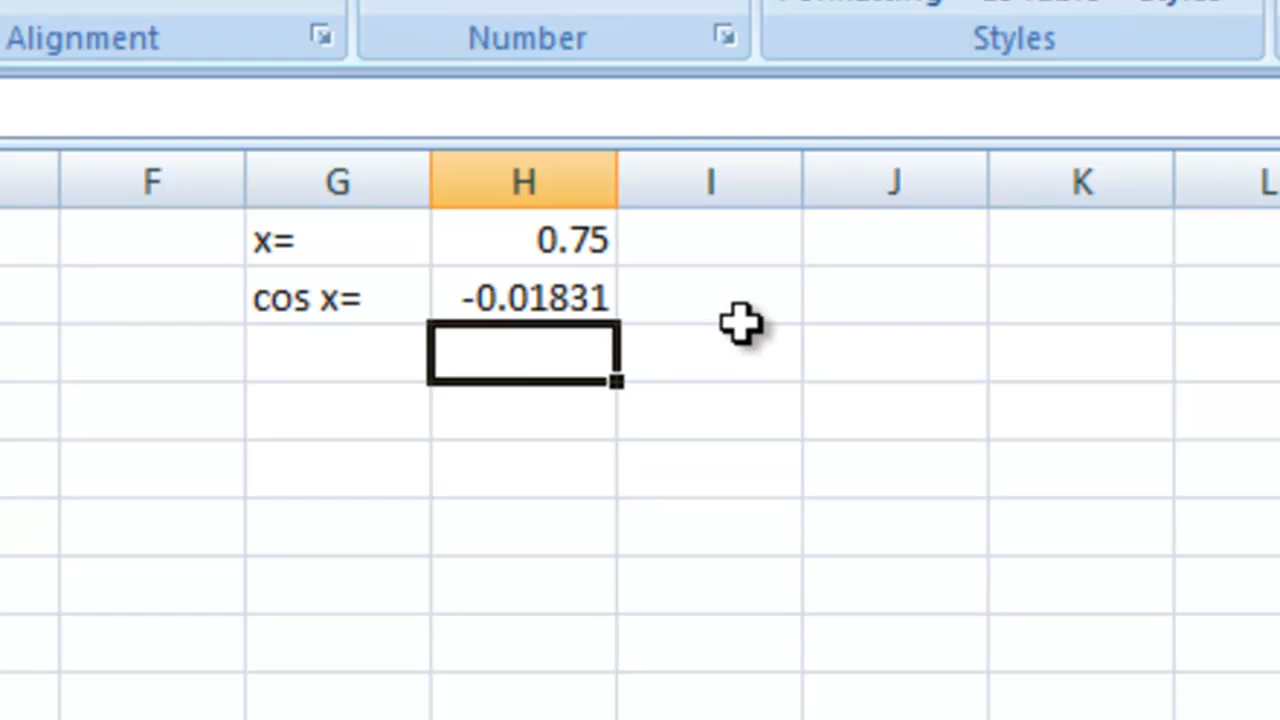 Alignment Number Styles
F G H I J K L
x= 0.75
cos x= -0.01831